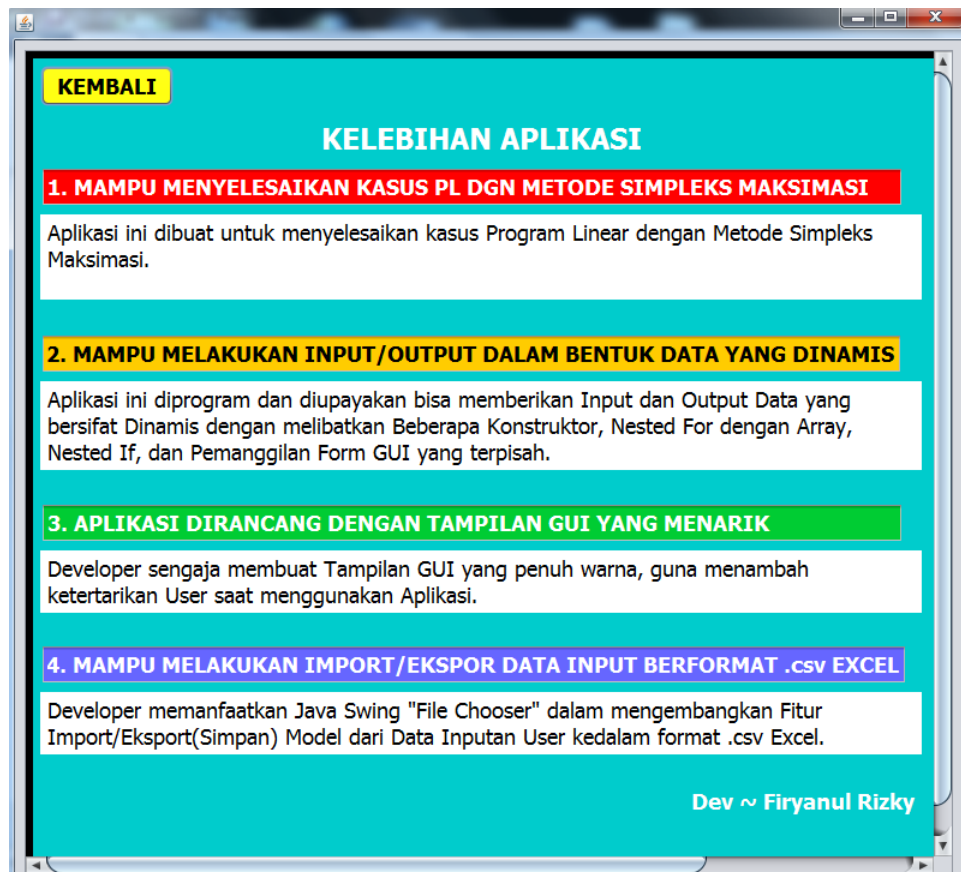 KEMBALI
KELEBIHAN APLIKASI
1. MAMPU MENYELESAIKAN KASUS PL DGN METODE SIMPLEKS MAKSIMASI
Aplikasi ini dibuat untuk menyelesaikan kasus Program Linear dengan Metode Simpleks
Maksimasi.
2. MAMPU MELAKUKAN INPUT/OUTPUT DALAM BENTUK DATA YANG DINAMIS
Aplikasi ini diprogram dan diupayakan bisa memberikan Input dan Output Data yang
bersifat Dinamis dengan melibatkan Beberapa Konstruktor, Nested For dengan Array,
Nested If, dan Pemanggilan Form GUI yang terpisah.
3. APLIKASI DIRANCANG DENGAN TAMPILAN GUI YANG MENARIK
Developer sengaja membuat Tampilan GUI yang penuh warna, guna menambah
ketertarikan User saat menggunakan Aplikasi.
4. MAMPU MELAKUKAN IMPORT/EKSPOR DATA INPUT BERFORMAT .csv EXCEL
Developer memanfaatkan Java Swing "File Chooser" dalam mengembangkan Fitur
Import/Eksport(Simpan) Model dari Data Inputan User kedalam format .csv Excel.
Dev ~ Firyanul Rizky